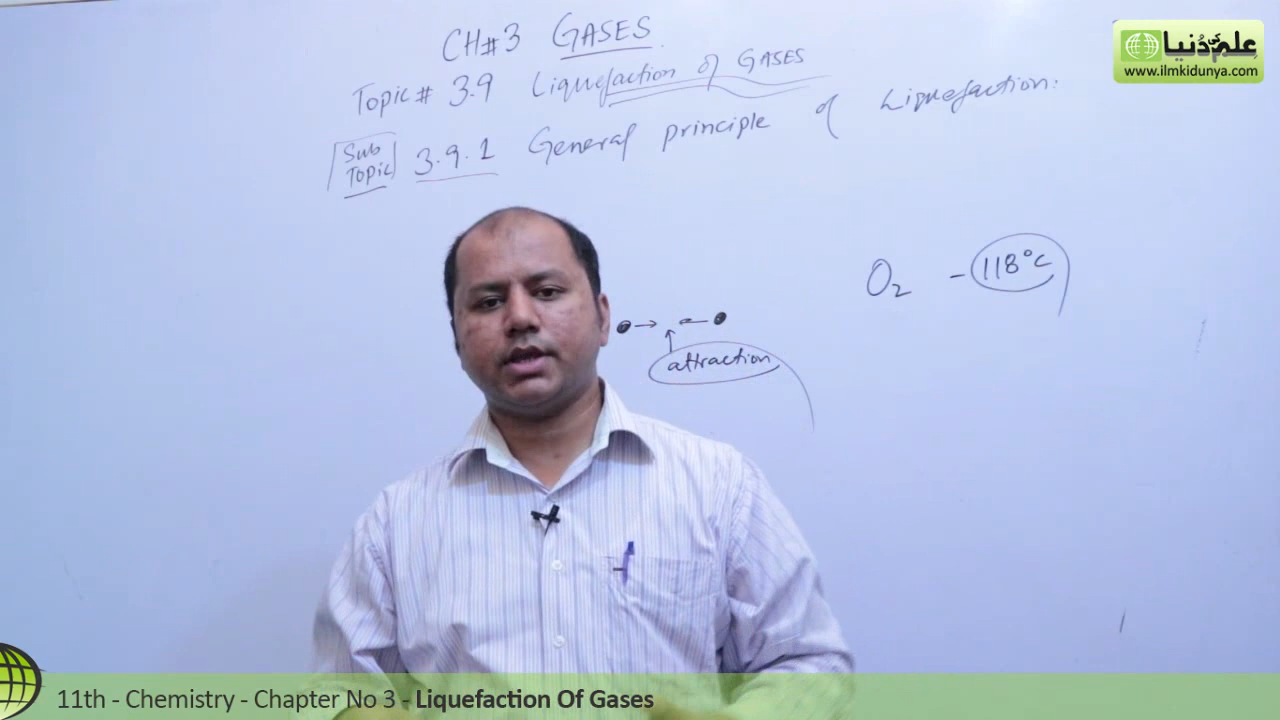 CH#3 GASES
علم کی دنیا
www.ilmkidunya.com
Topic# 3.9 Liquefaction of GASES
Sub Topic 3.9.1 General principle of Liquefaction:
O2 -118°C
attraction
11th - Chemistry - Chapter No 3 - Liquefaction Of Gases